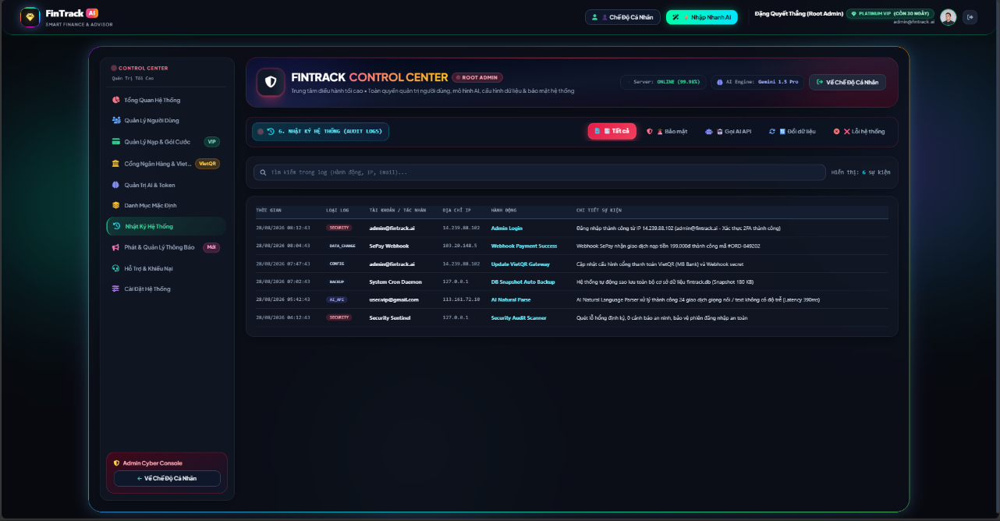 FinTrack AI
SMART FINANCE & ADVISOR
Chế Độ Cá Nhân
Nhập Nhanh AI
Đặng Quyết Thắng (Root Admin)
PLATINUM VIP (CÒN 30 NGÀY)
admin@fintrack.ai
CONTROL CENTER
Quản Trị Tối Cao
Tổng Quan Hệ Thống
Quản Lý Người Dùng
Quản Lý Nạp & Gói Cước VIP
Cổng Ngân Hàng & Viet... VietQR
Quản Trị AI & Token
Danh Mục Mặc Định
Nhật Ký Hệ Thống
Phát & Quản Lý Thông Báo Mới
Hỗ Trợ & Khiếu Nại
Cài Đặt Hệ Thống
Admin Cyber Console
← Về Chế Độ Cá Nhân
FINTRACK CONTROL CENTER ROOT ADMIN
Trung tâm điều hành tối cao • Toàn quyền quản trị người dùng, mô hình AI, cấu hình dữ liệu & bảo mật hệ thống
Server: ONLINE (99.98%)
AI Engine: Gemini 1.5 Pro
Về Chế Độ Cá Nhân
6. NHẬT KÝ HỆ THỐNG (AUDIT LOGS)
Tất cả
Bảo mật
Gọi AI API
Đổi dữ liệu
Lỗi hệ thống
Tìm kiếm trong log (Hành động, IP, Email)...
Hiển thị: 6 sự kiện
THỜI GIAN LOẠI LOG TÀI KHOẢN / TÁC NHÂN ĐỊA CHỈ IP HÀNH ĐỘNG CHI TIẾT SỰ KIỆN
28/08/2026 08:12:43 SECURITY admin@fintrack.ai 14.239.88.102 Admin Login Đăng nhập thành công từ IP 14.239.88.102 (admin@fintrack.ai - Xác thực 2FA thành công)
28/08/2026 08:04:43 DATA_CHANGE SePay Webhook 103.20.148.5 Webhook Payment Success Webhook SePay nhận giao dịch nạp tiền 199,000đ thành công mã #ORD-849202
28/08/2026 07:47:43 CONFIG admin@fintrack.ai 14.239.88.102 Update VietQR Gateway Cập nhật cấu hình cổng thanh toán VietQR (MB Bank) và Webhook secret
28/08/2026 07:02:43 BACKUP System Cron Daemon 127.0.0.1 DB Snapshot Auto Backup Hệ thống tự động sao lưu toàn bộ cơ sở dữ liệu fintrack.db (Snapshot 180 KB)
28/08/2026 05:42:43 AI_API user.vip@gmail.com 113.161.72.10 AI Natural Parse AI Natural Language Parser xử lý thành công 24 giao dịch giọng nói / text không có độ trễ (Latency 390ms)
28/08/2026 04:12:43 SECURITY Security Sentinel 127.0.0.1 Security Audit Scanner Quét lỗ hổng định kỳ, 0 cảnh báo an ninh, bảo vệ phiên đăng nhập an toàn